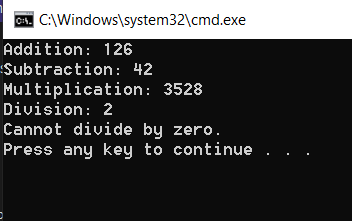 C:\Windows\system32\cmd.exe
Addition: 126
Subtraction: 42
Multiplication: 3528
Division: 2
Cannot divide by zero.
Press any key to continue . . .